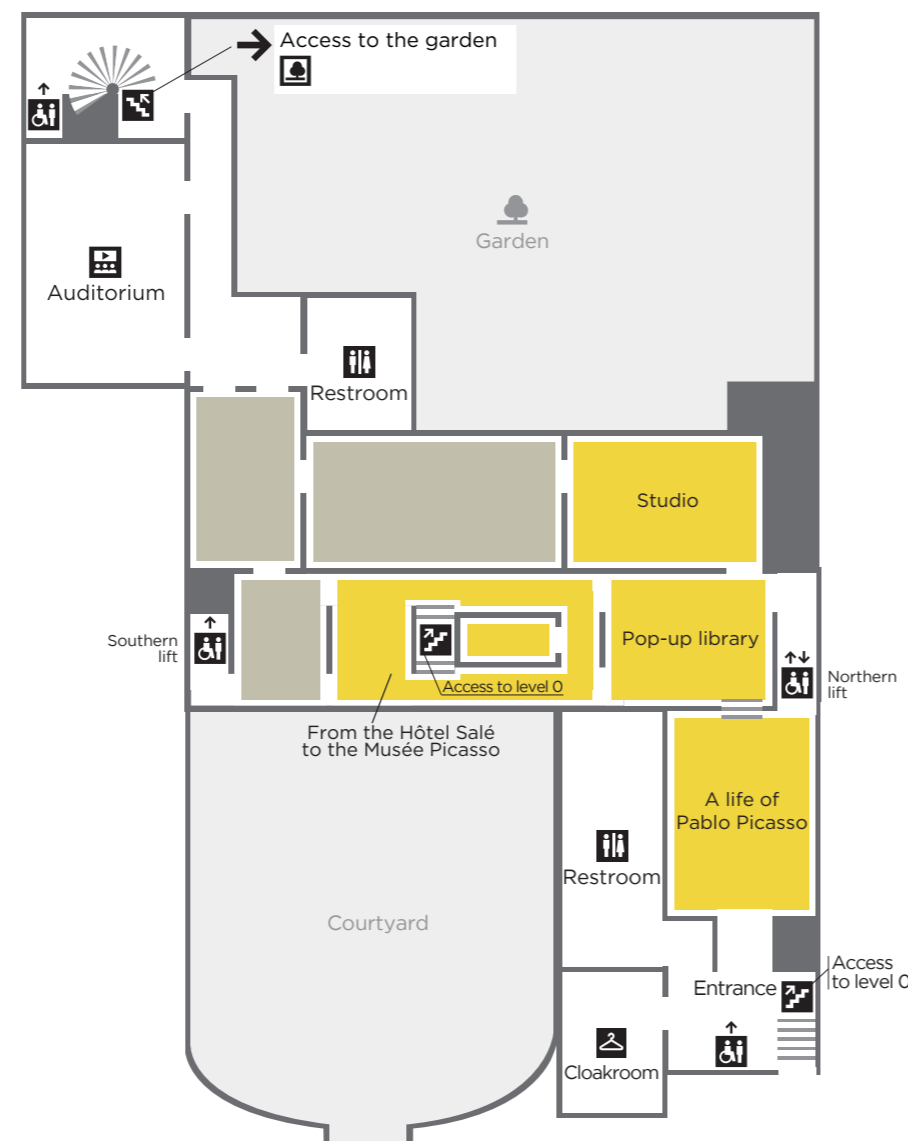 Access to the garden
Garden
Auditorium
Restroom
Studio
Southern
lift
Pop-up library
Access to level 0
Northern
lift
From the Hôtel Salé
to the Musée Picasso
A life of
Pablo Picasso
Restroom
Courtyard
Access
to level 0
Entrance
Cloakroom